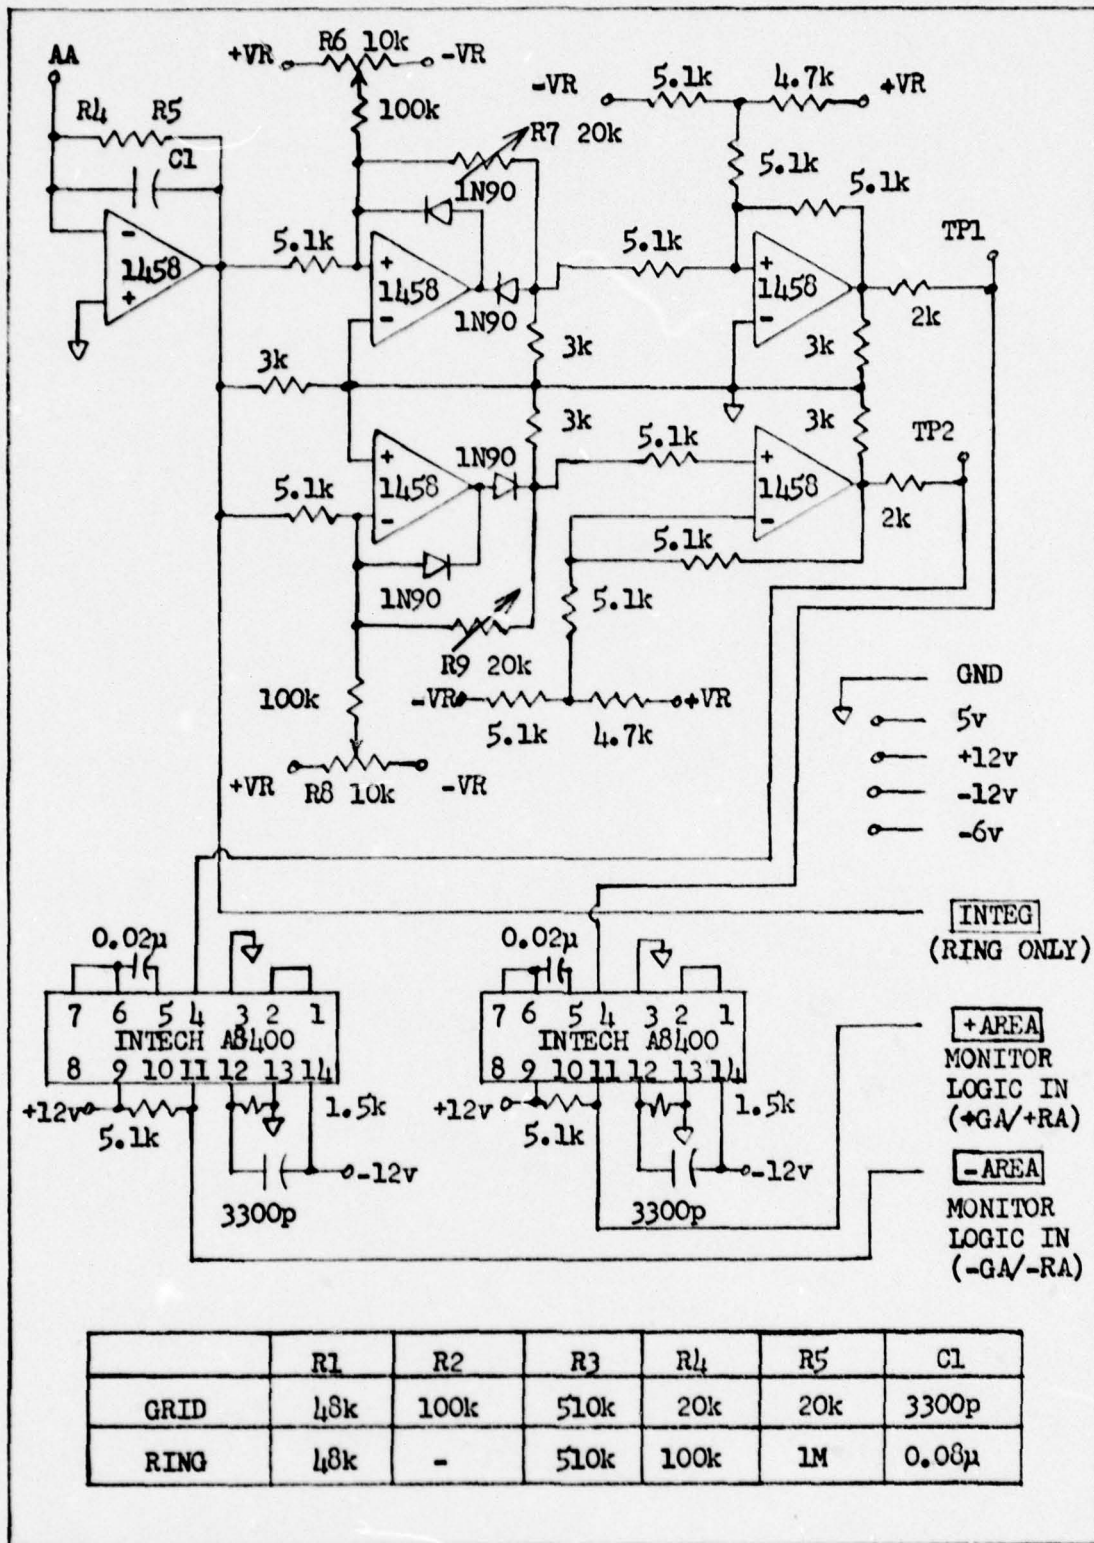 AA
+VR R6 10k -VR
100k
R4 R5
C1
R7 20k
1N90
-VR 5.1k 4.7k +VR
5.1k
5.1k
TP1
5.1k
-
1458
+
+
1458
-
1N90
5.1k
+
1458
-
2k
3k
3k
3k
3k
3k
TP2
5.1k
+
1458
-
1N90
5.1k
+
1458
-
2k
5.1k
1N90
5.1k
R9 20k
100k
-VR +VR
5.1k 4.7k
+VR R8 10k -VR
GND
5v
+12v
-12v
-6v
INTEG
(RING ONLY)
0.02µ
7 6 5 4 3 2 1
INTECH A8400
8 9 10 11 12 13 14
+12v
5.1k
1.5k
-12v
3300p
0.02µ
7 6 5 4 3 2 1
INTECH A8400
8 9 10 11 12 13 14
+12v
5.1k
1.5k
-12v
3300p
+AREA
MONITOR
LOGIC IN
(+GA/+RA)
-AREA
MONITOR
LOGIC IN
(-GA/-RA)
R1 R2 R3 R4 R5 C1
GRID 48k 100k 510k 20k 20k 3300p
RING 48k - 510k 100k 1M 0.08µ